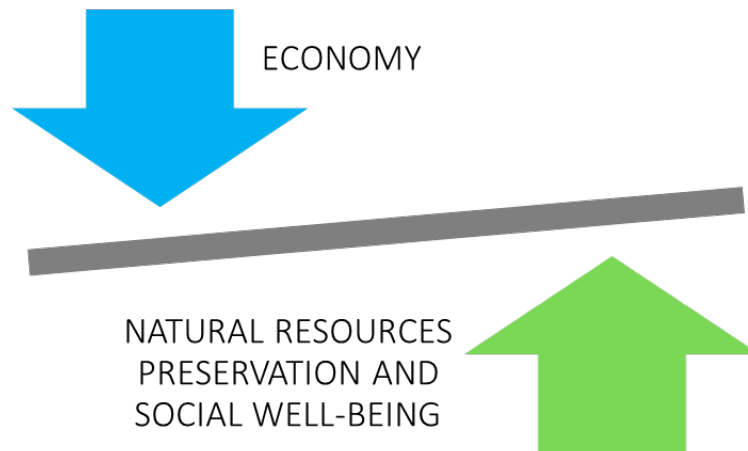 ECONOMY
NATURAL RESOURCES
PRESERVATION AND
SOCIAL WELL-BEING